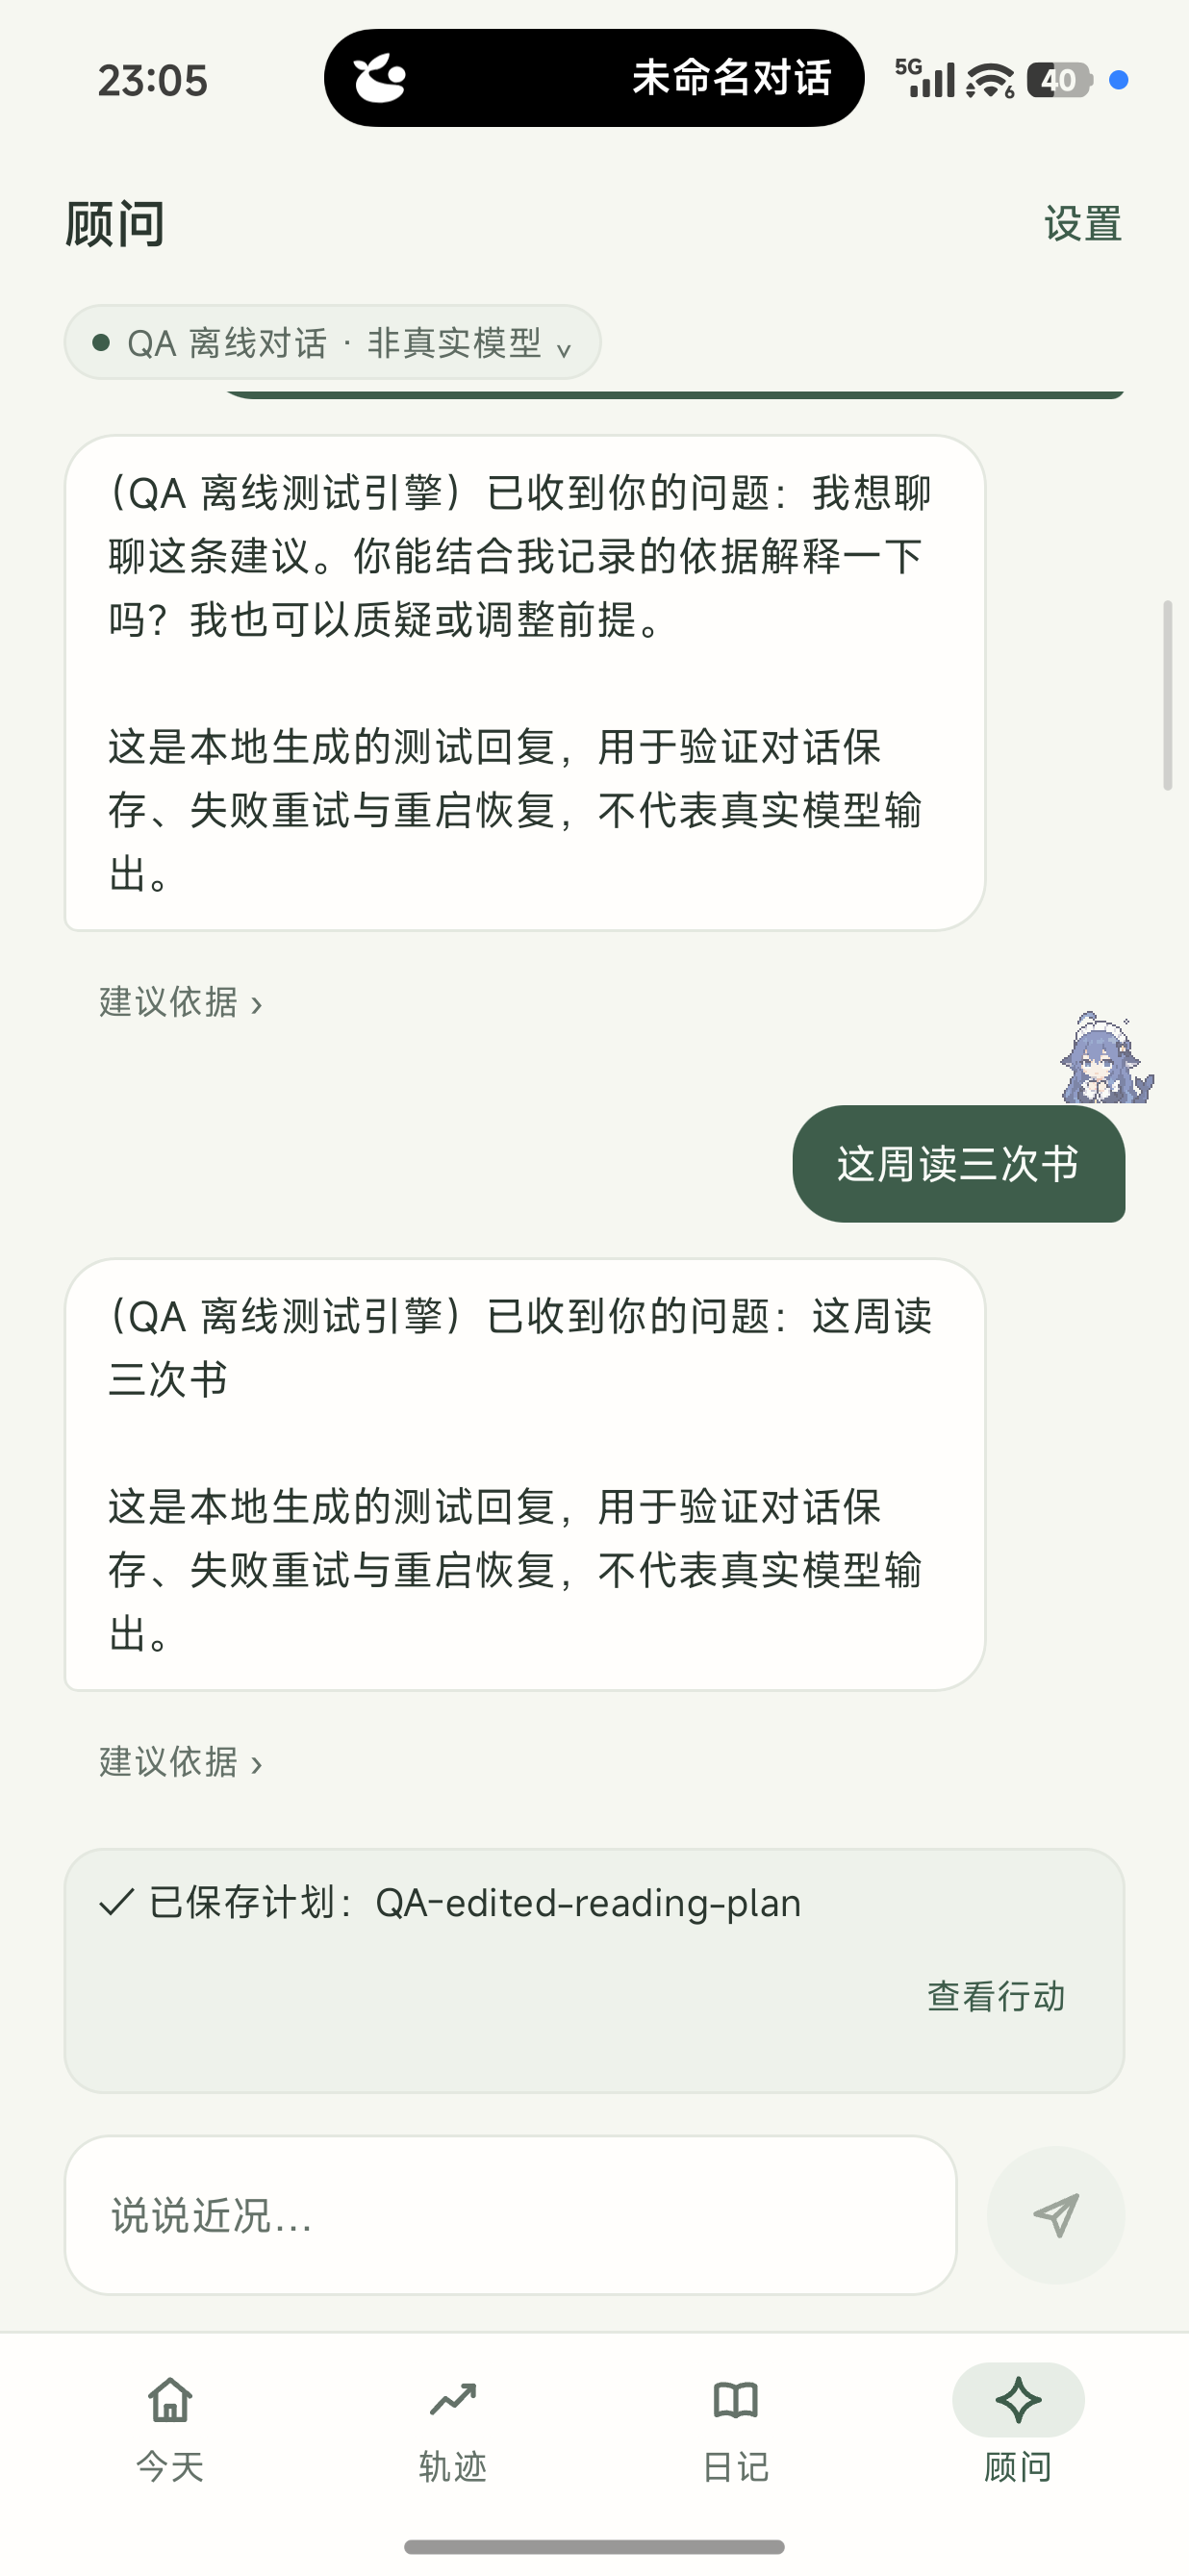 23:05
未命名对话
5G
6
40
顾问
设置
QA 离线对话 · 非真实模型
（QA 离线测试引擎）已收到你的问题：我想聊
聊这条建议。你能结合我记录的依据解释一下
吗？我也可以质疑或调整前提。
这是本地生成的测试回复，用于验证对话保
存、失败重试与重启恢复，不代表真实模型输
出。
建议依据 ›
这周读三次书
（QA 离线测试引擎）已收到你的问题：这周读
三次书
这是本地生成的测试回复，用于验证对话保
存、失败重试与重启恢复，不代表真实模型输
出。
建议依据 ›
✓ 已保存计划：QA-edited-reading-plan
查看行动
说说近况...
今天
轨迹
日记
顾问